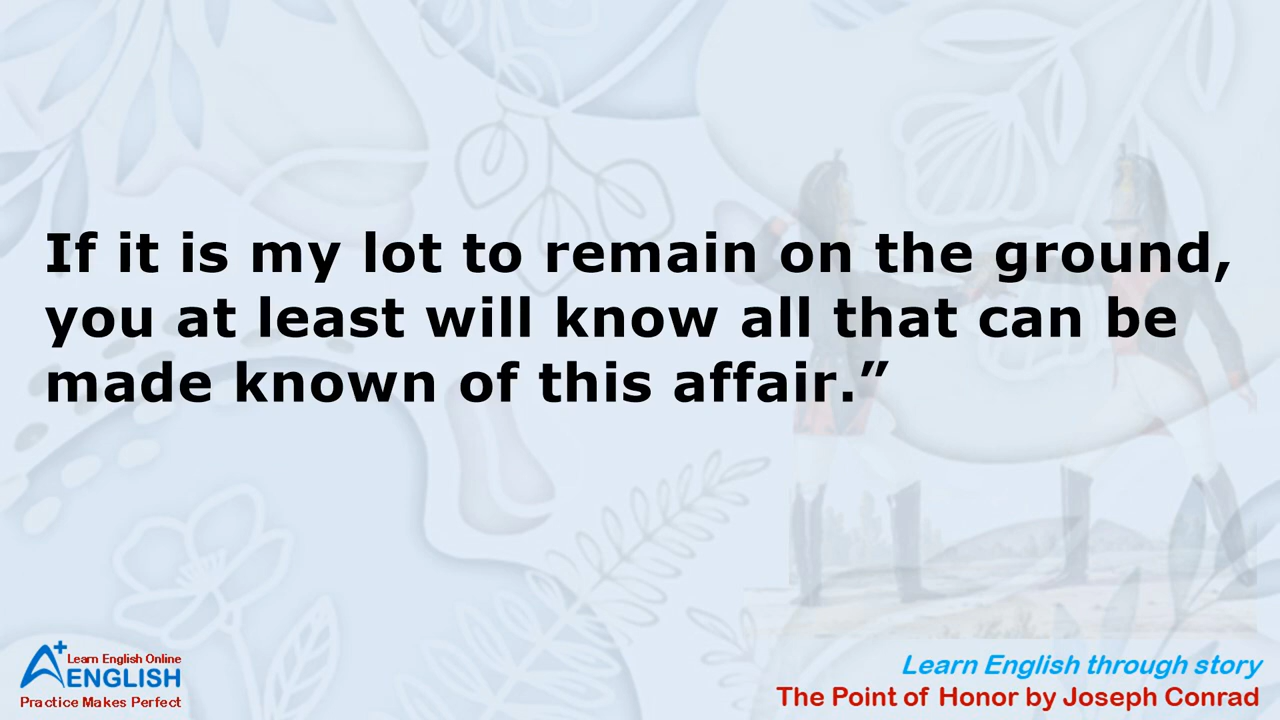 If it is my lot to remain on the ground,
you at least will know all that can be
made known of this affair.”
A+
Learn English Online
ENGLISH
Practice Makes Perfect
Learn English through story
The Point of Honor by Joseph Conrad